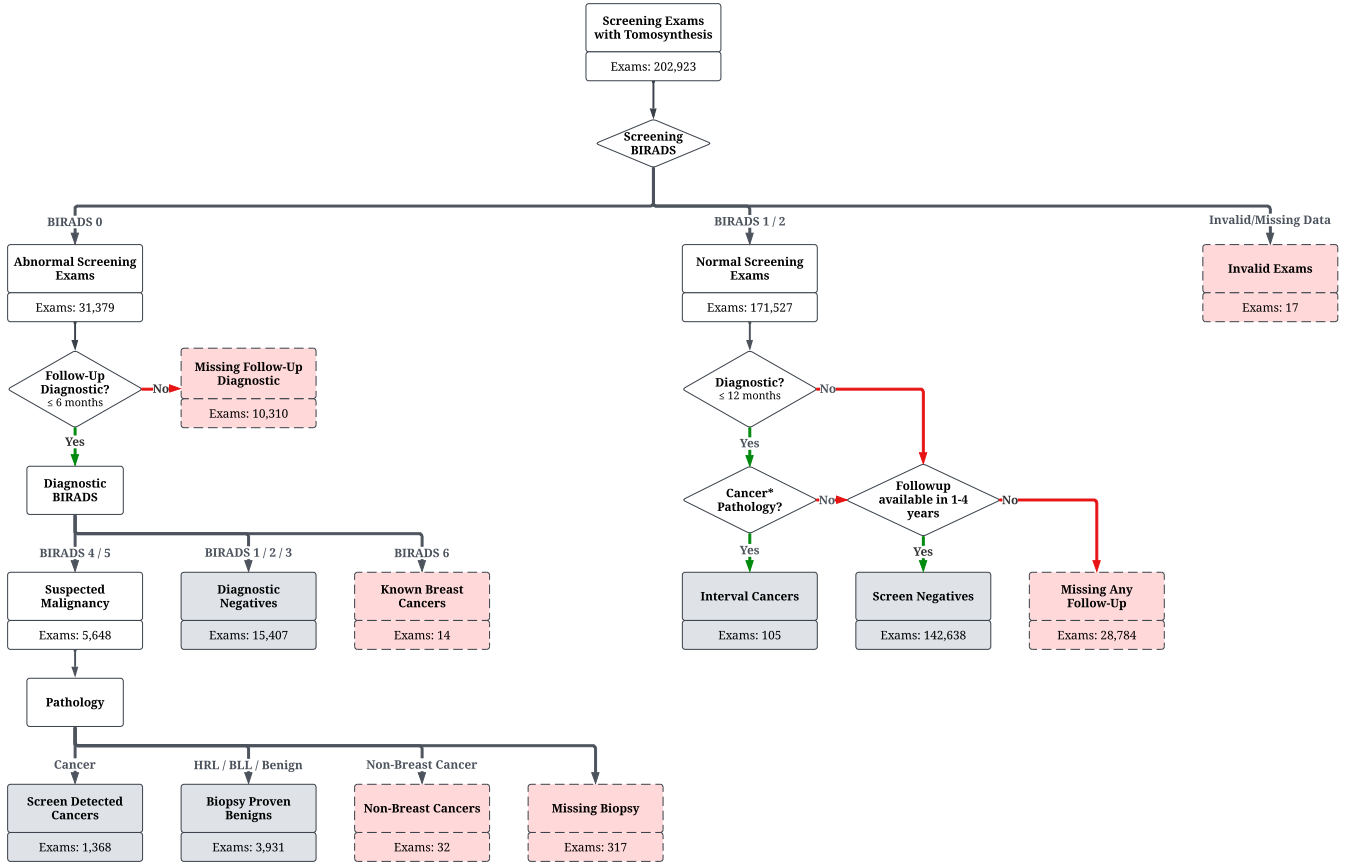 Screening Exams
with Tomosynthesis
Exams: 202,923
Screening
BIRADS
BIRADS 0
BIRADS 1 / 2
Invalid/Missing Data
Abnormal Screening
Exams
Exams: 31,379
Normal Screening
Exams
Exams: 171,527
Invalid Exams
Exams: 17
Follow-Up
Diagnostic?
≤ 6 months
No
Missing Follow-Up
Diagnostic
Exams: 10,310
Diagnostic?
≤ 12 months
No
Yes
Yes
Diagnostic
BIRADS
Cancer*
Pathology?
No
Followup
available in 1-4
years
No
BIRADS 4 / 5
BIRADS 1 / 2 / 3
BIRADS 6
Yes
Yes
Suspected
Malignancy
Exams: 5,648
Diagnostic
Negatives
Exams: 15,407
Known Breast
Cancers
Exams: 14
Interval Cancers
Exams: 105
Screen Negatives
Exams: 142,638
Missing Any
Follow-Up
Exams: 28,784
Pathology
Cancer
HRL / BLL / Benign
Non-Breast Cancer
Screen Detected
Cancers
Exams: 1,368
Biopsy Proven
Benigns
Exams: 3,931
Non-Breast Cancers
Exams: 32
Missing Biopsy
Exams: 317